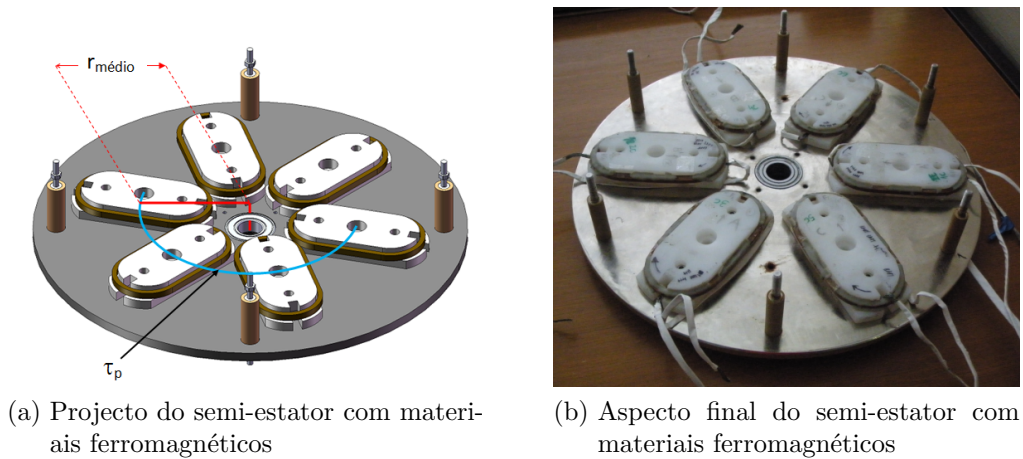 r_médio
τ_p
(a) Projecto do semi-estator com materi-
ais ferromagnéticos
(b) Aspecto final do semi-estator com
materiais ferromagnéticos